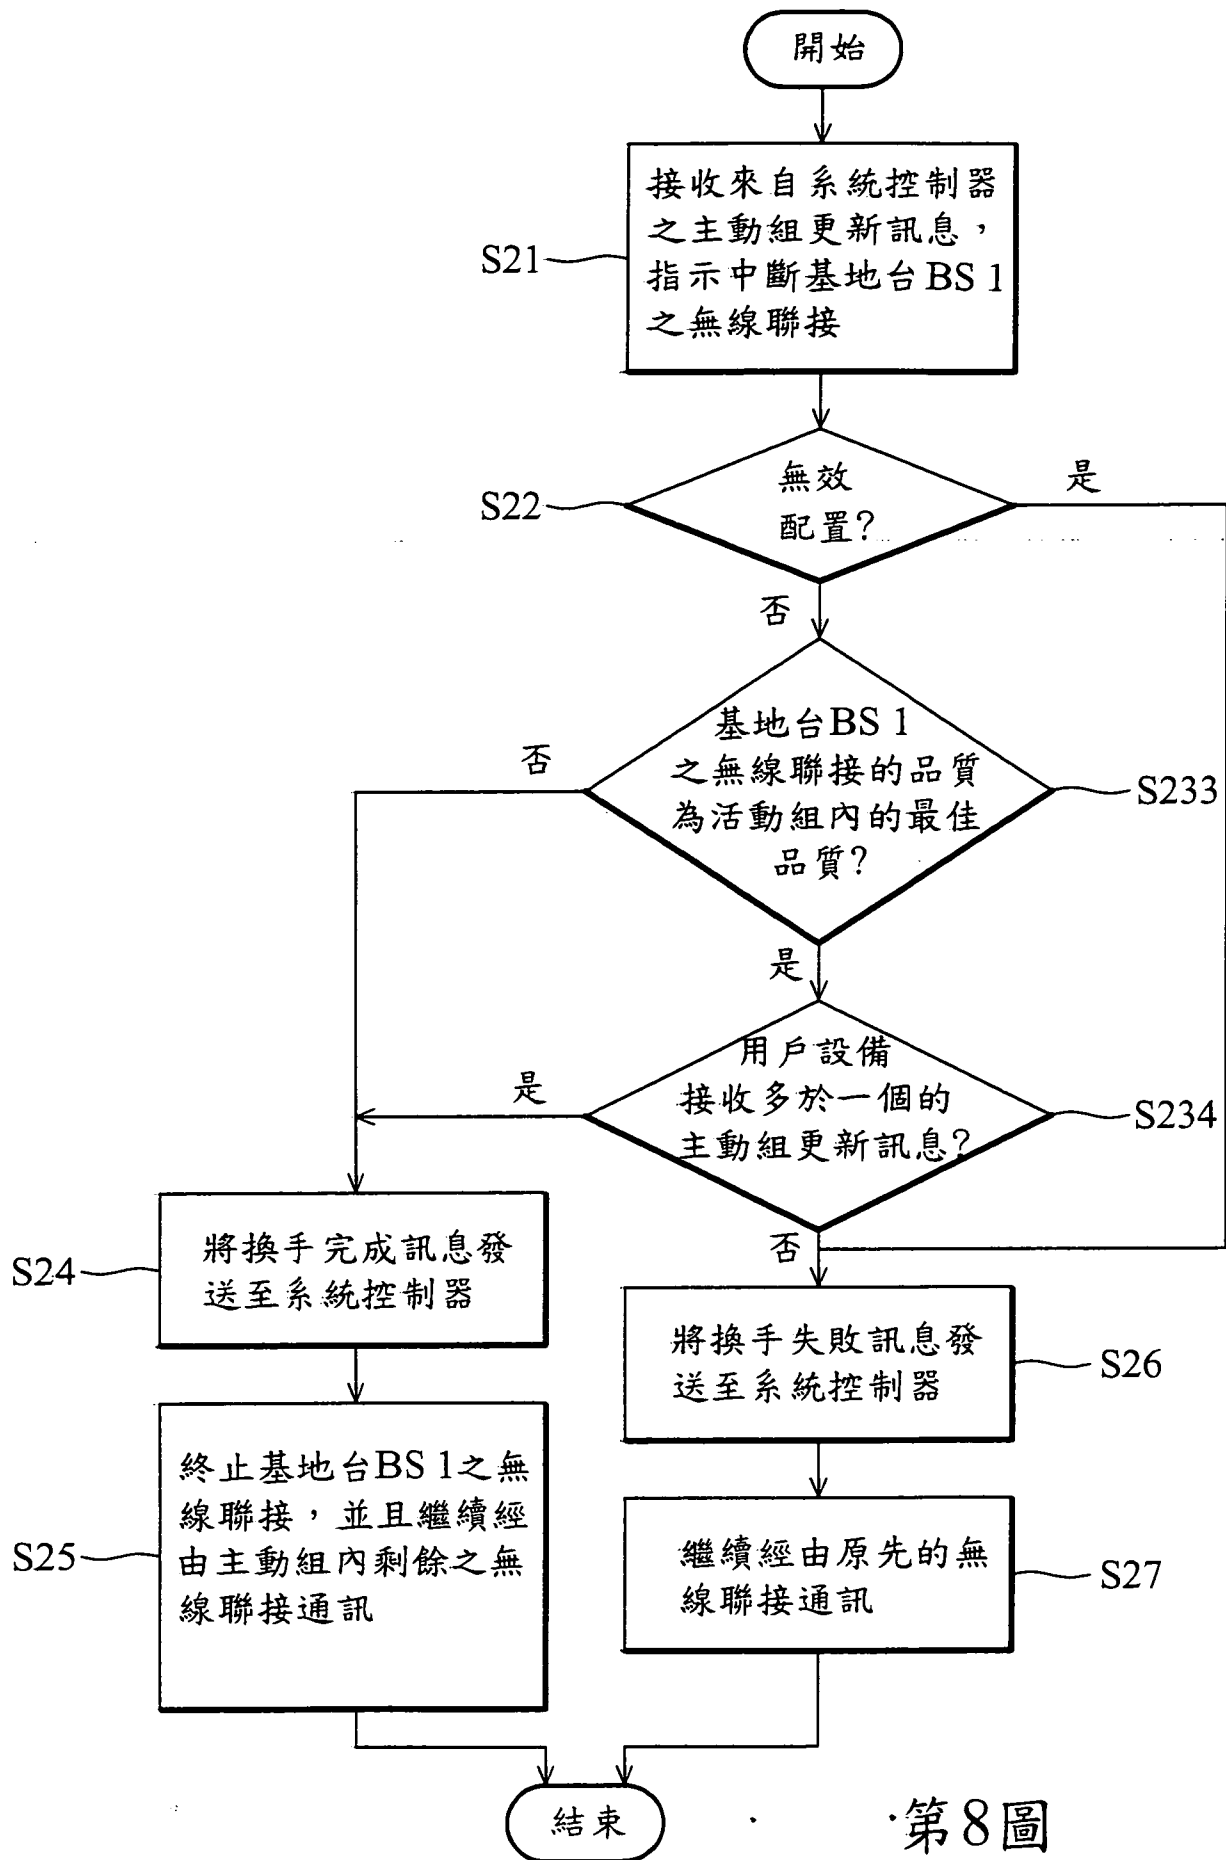 開始
接收來自系統控制器
之主動組更新訊息，
指示中斷基地台BS 1
之無線聯接
S21
無效
配置?
S22
是
否
基地台BS 1
之無線聯接的品質
為活動組內的最佳
品質?
S233
否
是
用戶設備
接收多於一個的
主動組更新訊息?
S234
是
否
將換手完成訊息發
送至系統控制器
S24
將換手失敗訊息發
送至系統控制器
S26
終止基地台BS 1之無
線聯接，並且繼續經
由主動組內剩餘之無
線聯接通訊
S25
繼續經由原先的無
線聯接通訊
S27
結束
第8圖